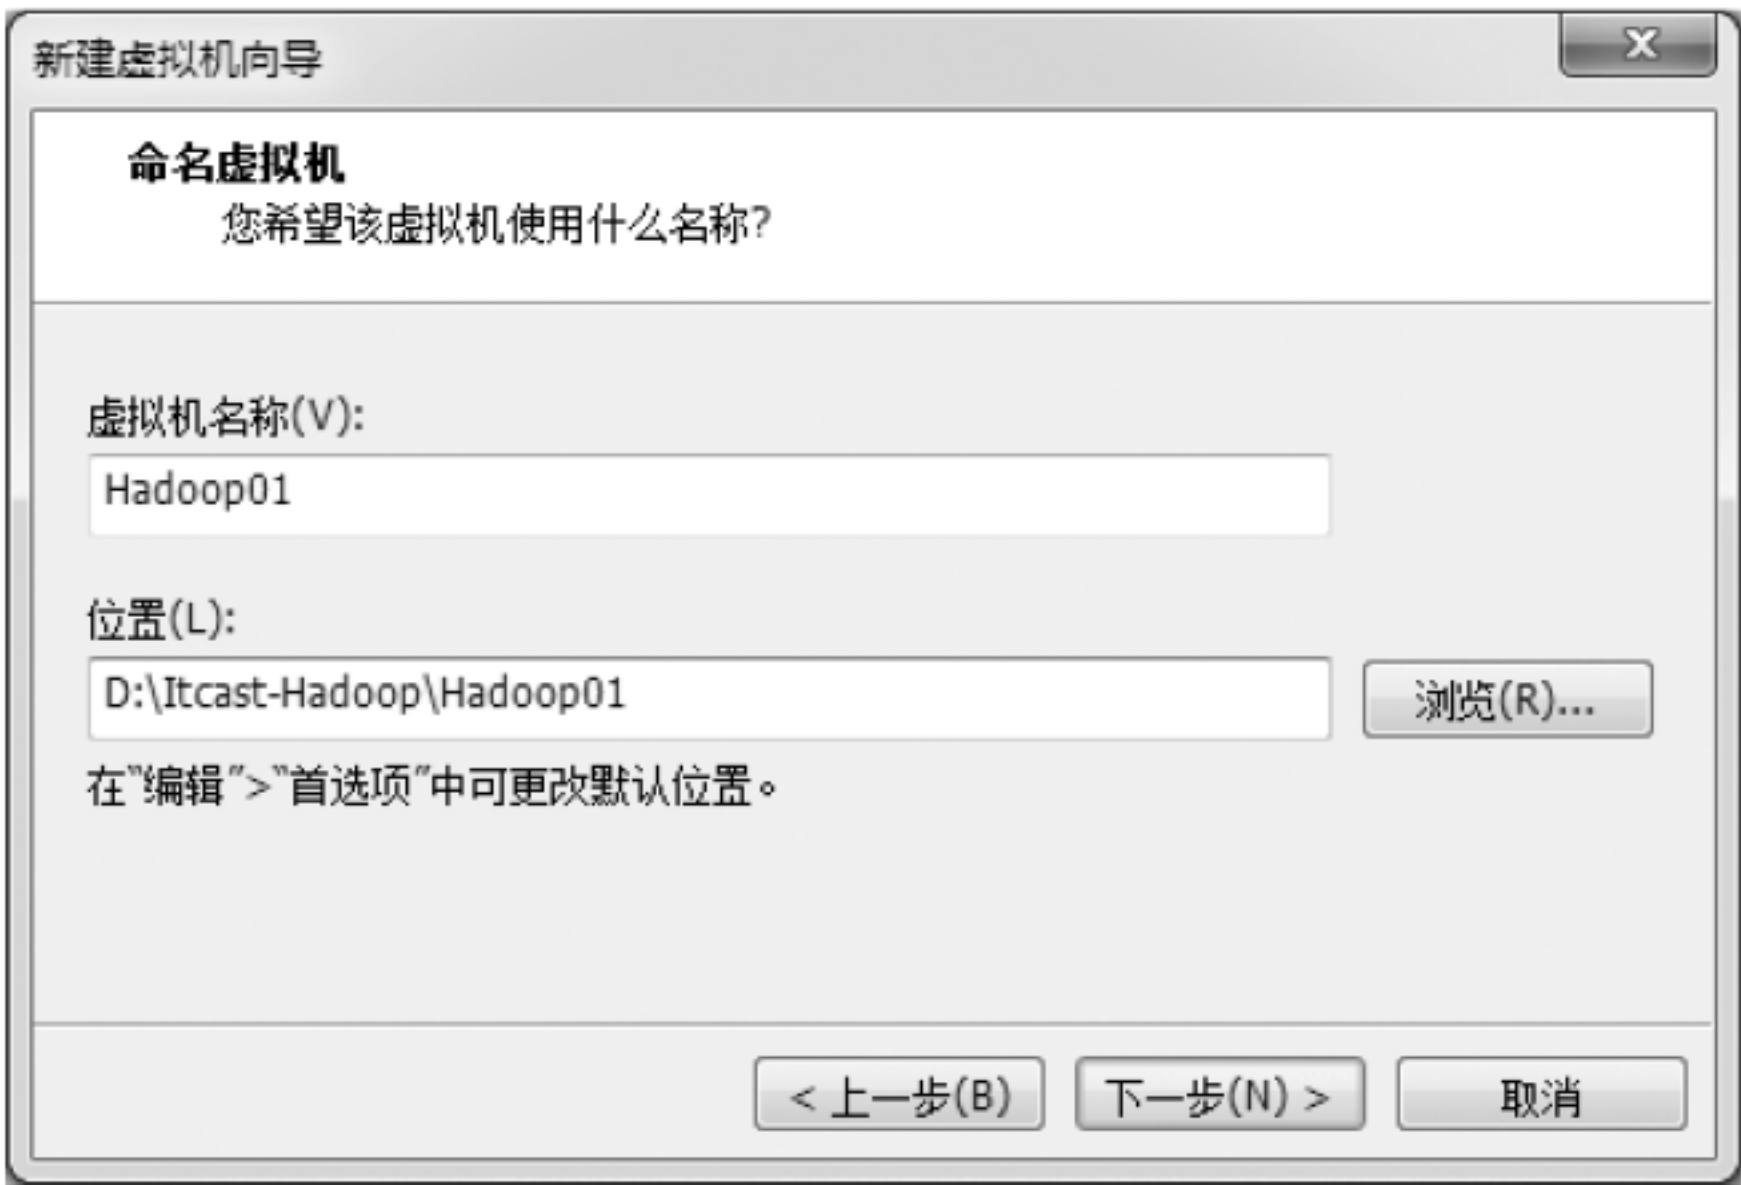 新建虚拟机向导
命名虚拟机
您希望该虚拟机使用什么名称?
虚拟机名称(V):
Hadoop01
位置(L):
D:\Itcast-Hadoop\Hadoop01
浏览(R)...
在"编辑">"首选项"中可更改默认位置。
< 上一步(B)
下一步(N) >
取消